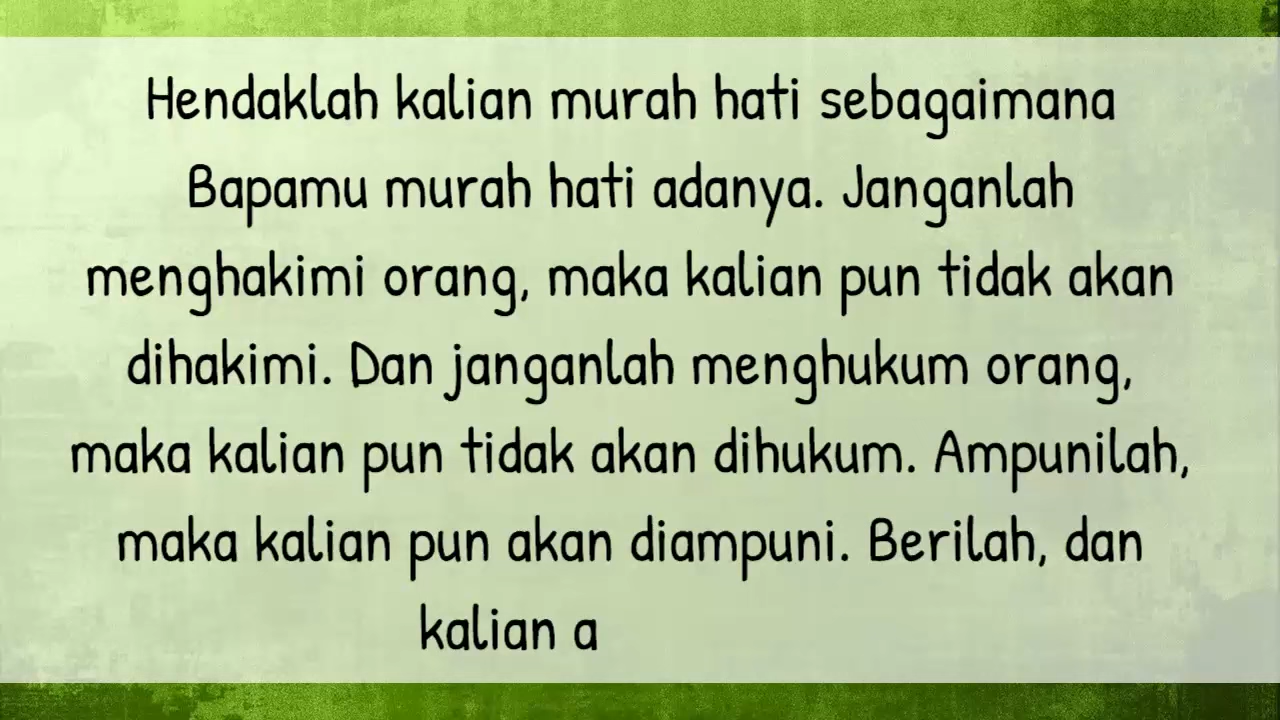 Hendaklah kalian murah hati sebagaimana
Bapamu murah hati adanya. Janganlah
menghakimi orang, maka kalian pun tidak akan
dihakimi. Dan janganlah menghukum orang,
maka kalian pun tidak akan dihukum. Ampunilah,
maka kalian pun akan diampuni. Berilah, dan
kalian a